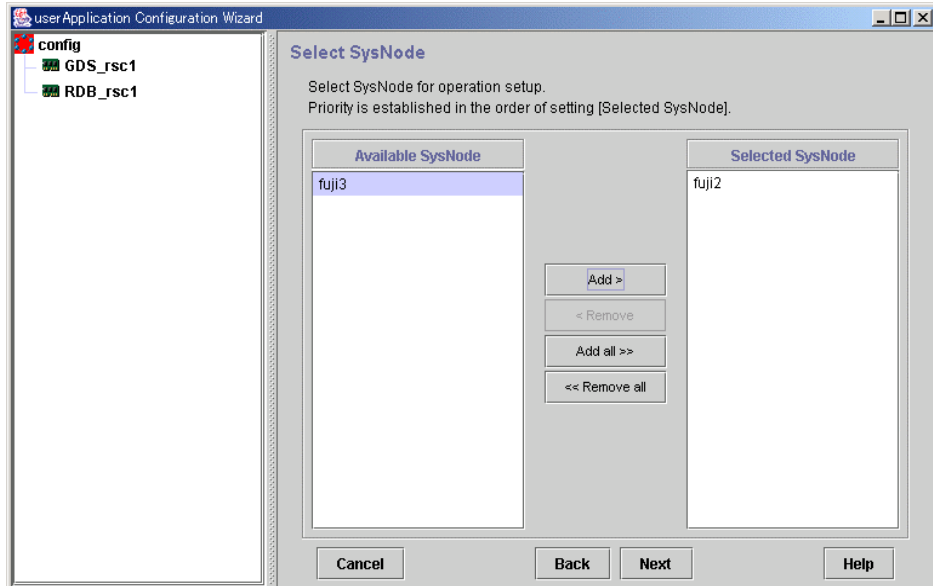 userApplication Configuration Wizard
config
GDS_rsc1
RDB_rsc1
Select SysNode
Select SysNode for operation setup.
Priority is established in the order of setting [Selected SysNode].
Available SysNode
Selected SysNode
fuji3
fuji2
Add >
< Remove
Add all >>
<< Remove all
Cancel
Back
Next
Help